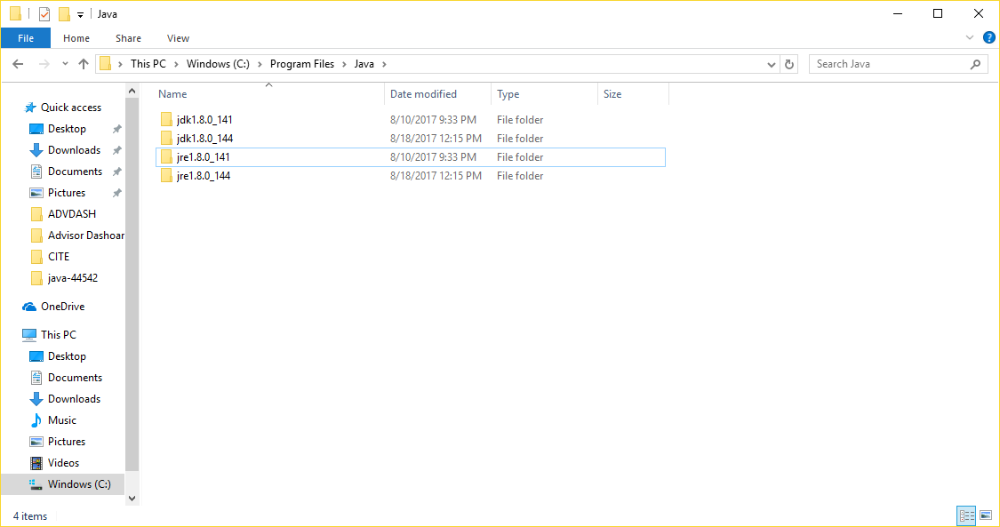 Java
File Home Share View
This PC Windows (C:) Program Files Java
Search Java
Name Date modified Type Size
jdk1.8.0_141 8/10/2017 9:33 PM File folder
jdk1.8.0_144 8/18/2017 12:15 PM File folder
jre1.8.0_141 8/10/2017 9:33 PM File folder
jre1.8.0_144 8/18/2017 12:15 PM File folder
Quick access
Desktop
Downloads
Documents
Pictures
ADVDASH
Advisor Dashoar
CITE
java-44542
OneDrive
This PC
Desktop
Documents
Downloads
Music
Pictures
Videos
Windows (C:)
4 items